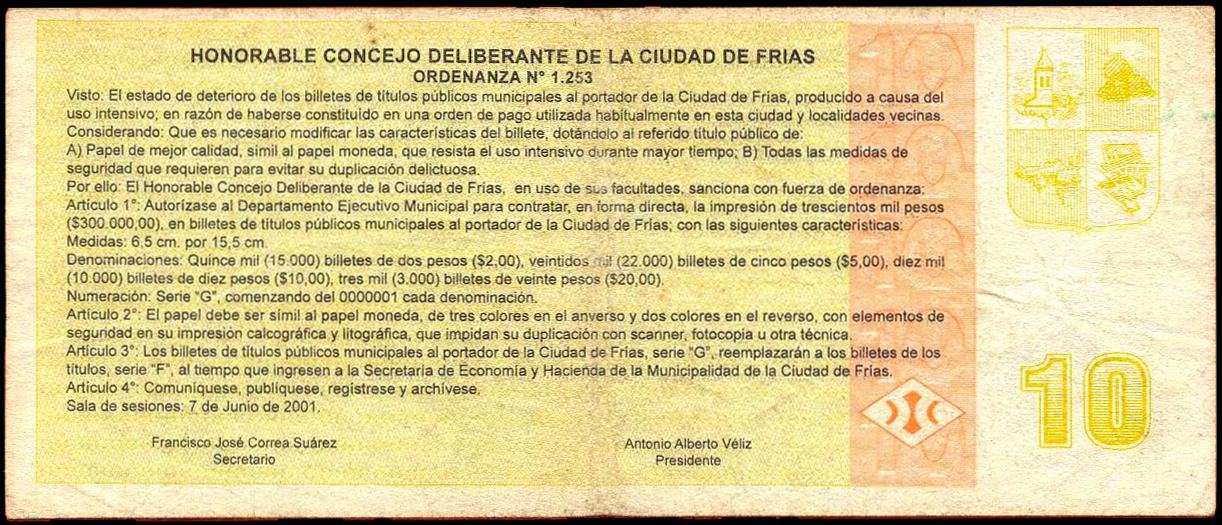 HONORABLE CONCEJO DELIBERANTE DE LA CIUDAD DE FRIAS
ORDENANZA N° 1.253
Visto: El estado de deterioro de los billetes de títulos públicos municipales al portador de la Ciudad de Frías, producido a causa del
uso intensivo; en razón de haberse constituido en una orden de pago utilizada habitualmente en esta ciudad y localidades vecinas.
Considerando: Que es necesario modificar las características del billete, dotándolo al referido título público de:
A) Papel de mejor calidad, simil al papel moneda, que resista el uso intensivo durante mayor tiempo; B) Todas las medidas de
seguridad que requieren para evitar su duplicación delictuosa.
Por ello: El Honorable Concejo Deliberante de la Ciudad de Frías, en uso de sus facultades, sanciona con fuerza de ordenanza:
Artículo 1°: Autorízase al Departamento Ejecutivo Municipal para contratar, en forma directa, la impresión de trescientos mil pesos
($300.000,00), en billetes de títulos públicos municipales al portador de la Ciudad de Frías; con las siguientes características:
Medidas: 6,5 cm. por 15,5 cm.
Denominaciones: Quince mil (15.000) billetes de dos pesos ($2,00), veintidos mil (22.000) billetes de cinco pesos ($5,00), diez mil
(10.000) billetes de diez pesos ($10,00), tres mil (3.000) billetes de veinte pesos ($20,00).
Numeración: Serie "G", comenzando del 0000001 cada denominación.
Artículo 2°: El papel debe ser símil al papel moneda, de tres colores en el anverso y dos colores en el reverso, con elementos de
seguridad en su impresión calcográfica y litográfica, que impidan su duplicación con scanner, fotocopia u otra técnica.
Artículo 3°: Los billetes de títulos públicos municipales al portador de la Ciudad de Frías, serie "G", reemplazarán a los billetes de los
títulos, serie "F", al tiempo que ingresen a la Secretaría de Economía y Hacienda de la Municipalidad de la Ciudad de Frías.
Artículo 4°: Comuníquese, publíquese, regístrese y archívese.
Sala de sesiones: 7 de Junio de 2001.
Francisco José Correa Suárez
Secretario
Antonio Alberto Véliz
Presidente
10